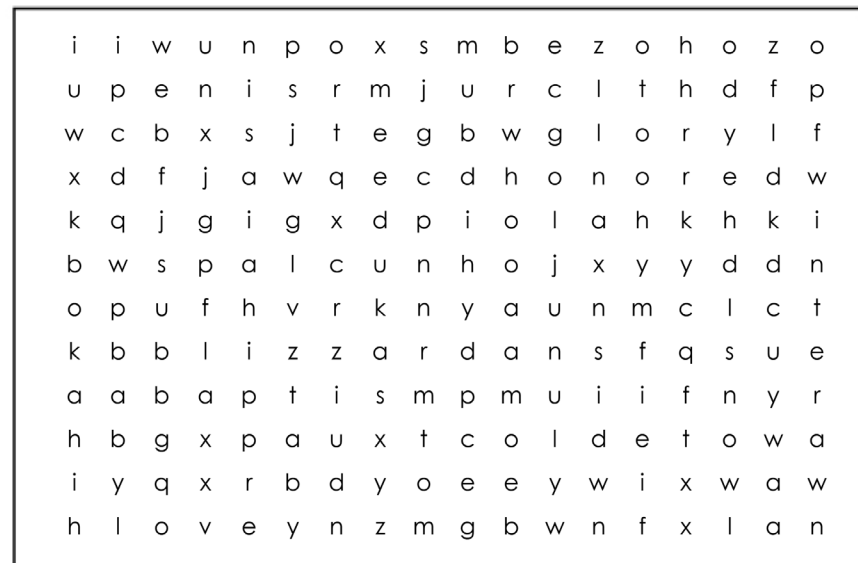 i i w u n p o x s m b e z o h o z o
u p e n i s r m j u r c l t h d f p
w c b x s j t e g b w g l o r y l f
x d f j a w q e c d h o n o r e d w
k q j g i g x d p i o l a h k h k i
b w s p a l c u n h o j x y y d d n
o p u f h v r k n y a u n m c l c t
k b b l i z z a r d a n s f q s u e
a a b a p t i s m p m u i i f n y r
h b g x p a u x t c o l d e t o w a
i y q x r b d y o e e y w i x w a w
h l o v e y n z m g b w n f x l a n